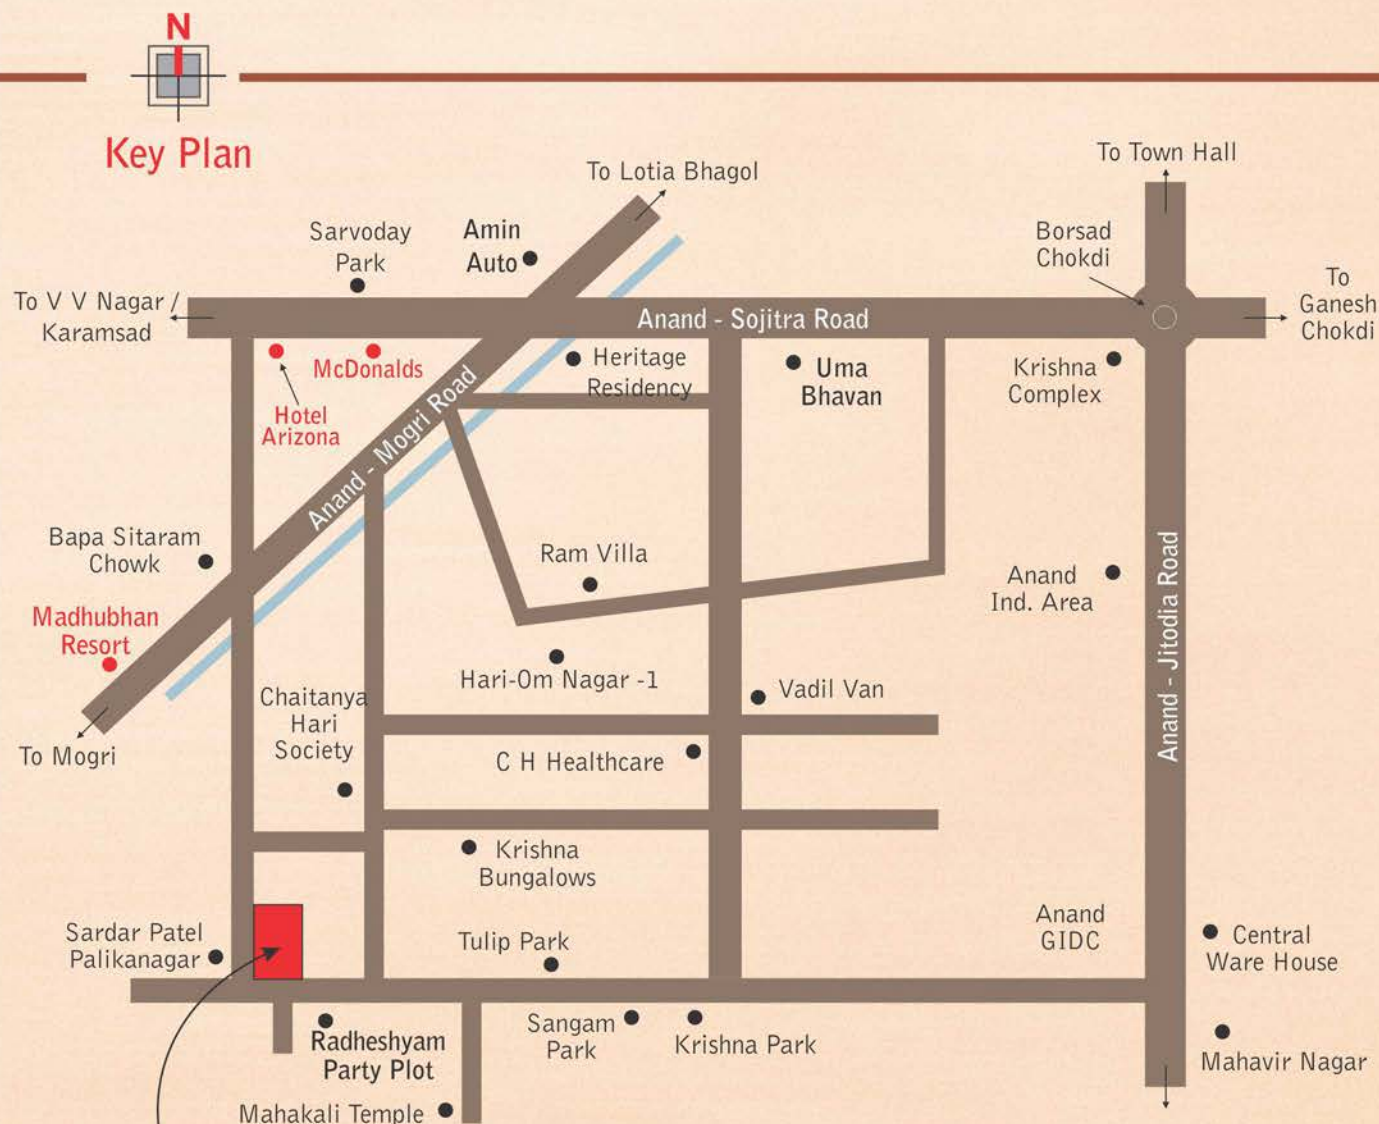 N
Key Plan
To Town Hall
To Lotia Bhagol
Sarvoday
Park
Amin
Auto
Borsad
Chokdi
To V V Nagar /
Karamsad
Anand - Sojitra Road
To
Ganesh
Chokdi
Hotel
Arizona
McDonalds
Heritage
Residency
Uma
Bhavan
Krishna
Complex
Anand - Mogri Road
Bapa Sitaram
Chowk
Ram Villa
Anand
Ind. Area
Anand - Jitodia Road
Madhubhan
Resort
To Mogri
Chaitanya
Hari
Society
Hari-Om Nagar -1
Vadil Van
C H Healthcare
Krishna
Bungalows
Sardar Patel
Palikanagar
Tulip Park
Anand
GIDC
Central
Ware House
Radheshyam
Party Plot
Sangam
Park
Krishna Park
Mahavir Nagar
Mahakali Temple